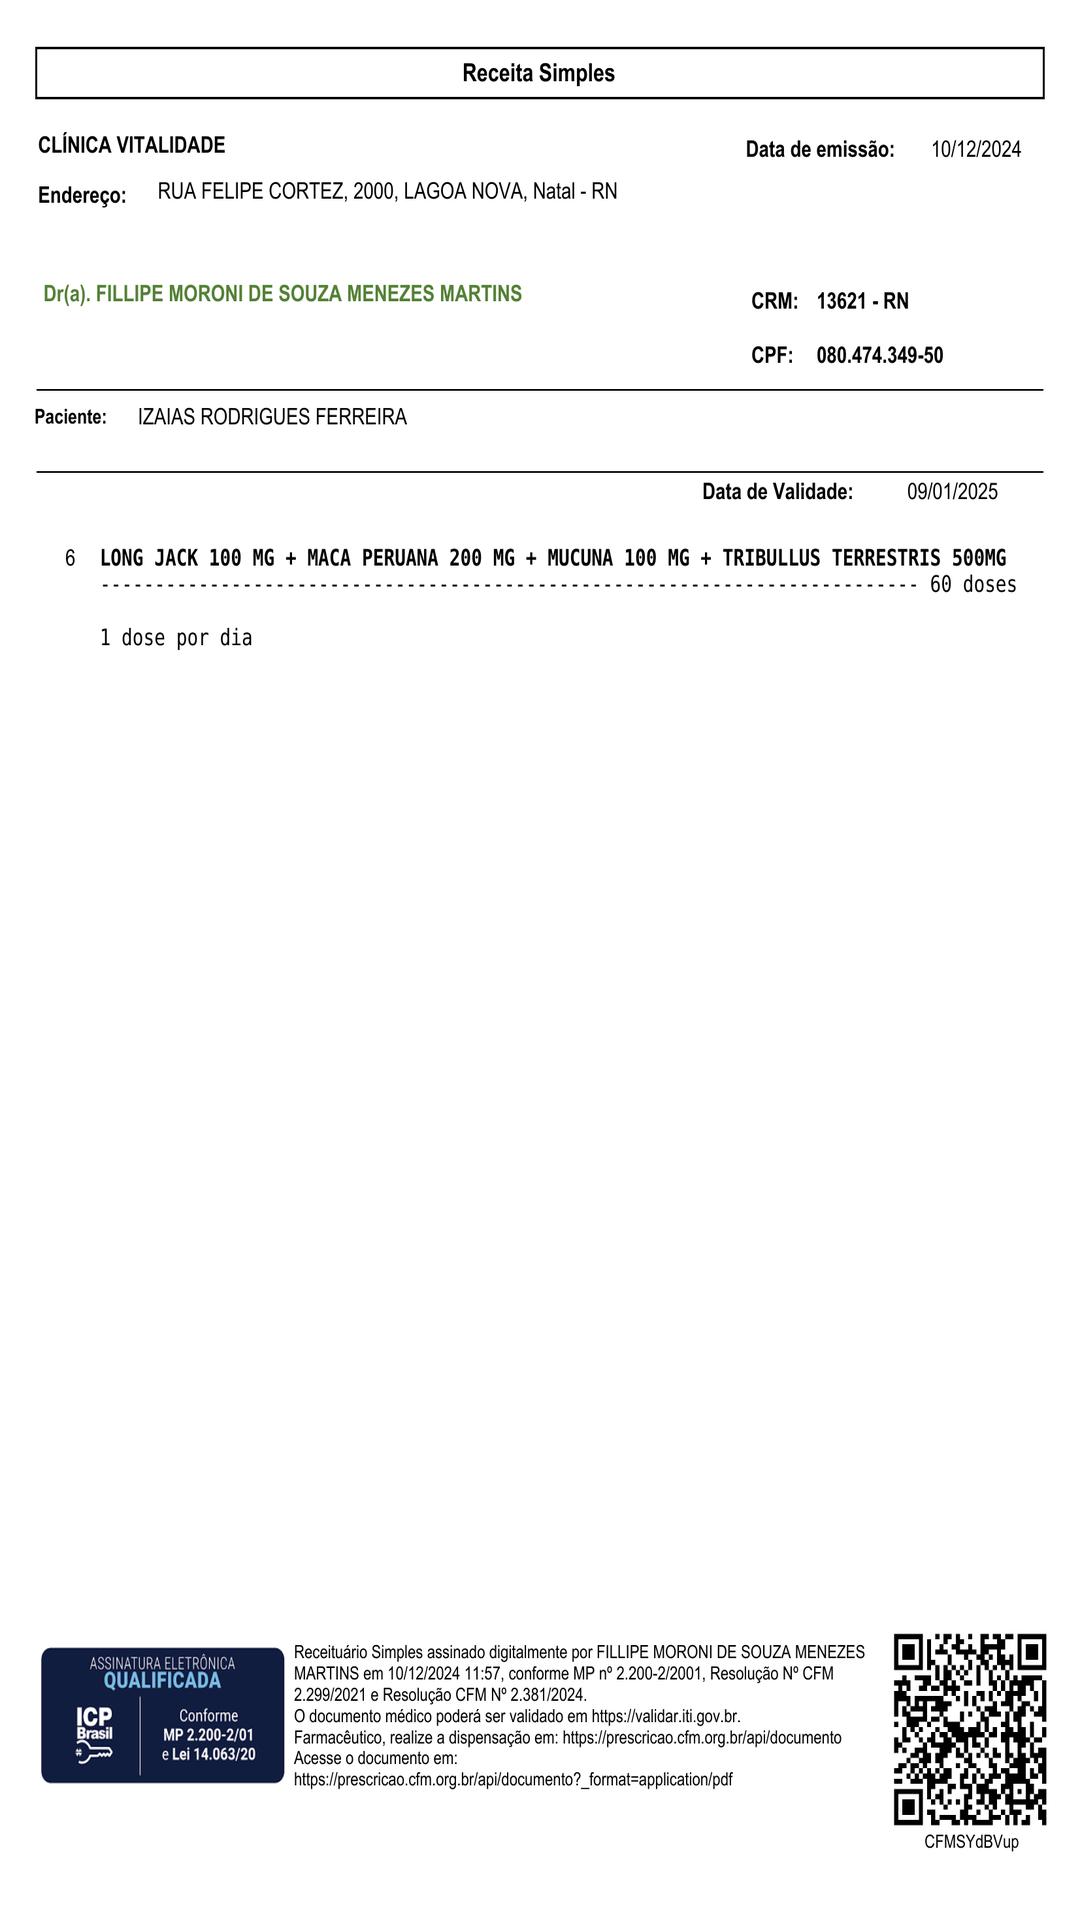 Receita Simples
CLÍNICA VITALIDADE
Data de emissão: 10/12/2024
Endereço: RUA FELIPE CORTEZ, 2000, LAGOA NOVA, Natal - RN
Dr(a). FILLIPE MORONI DE SOUZA MENEZES MARTINS
CRM: 13621 - RN
CPF: 080.474.349-50
Paciente: IZAIAS RODRIGUES FERREIRA
Data de Validade: 09/01/2025
6 LONG JACK 100 MG + MACA PERUANA 200 MG + MUCUNA 100 MG + TRIBULLUS TERRESTRIS 500MG
--------------------------------------------------------------------------- 60 doses
1 dose por dia
ASSINATURA ELETRÔNICA
QUALIFICADA
ICP
Brasil
Conforme
MP 2.200-2/01
e Lei 14.063/20
Receituário Simples assinado digitalmente por FILLIPE MORONI DE SOUZA MENEZES
MARTINS em 10/12/2024 11:57, conforme MP nº 2.200-2/2001, Resolução Nº CFM
2.299/2021 e Resolução CFM Nº 2.381/2024.
O documento médico poderá ser validado em https://validar.iti.gov.br.
Farmacêutico, realize a dispensação em: https://prescricao.cfm.org.br/api/documento
Acesse o documento em:
https://prescricao.cfm.org.br/api/documento?_format=application/pdf
CFMSYdBVup